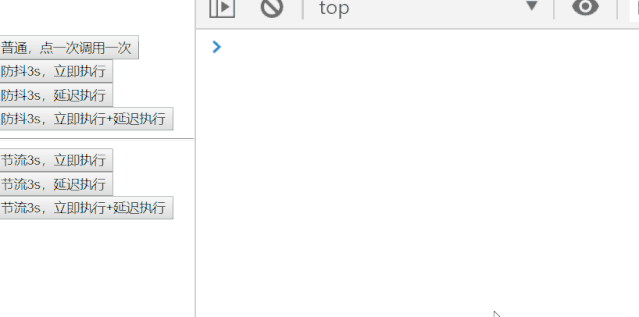 top
普通，点一次调用一次
防抖3s，立即执行
防抖3s，延迟执行
防抖3s，立即执行+延迟执行
节流3s，立即执行
节流3s，延迟执行
节流3s，立即执行+延迟执行